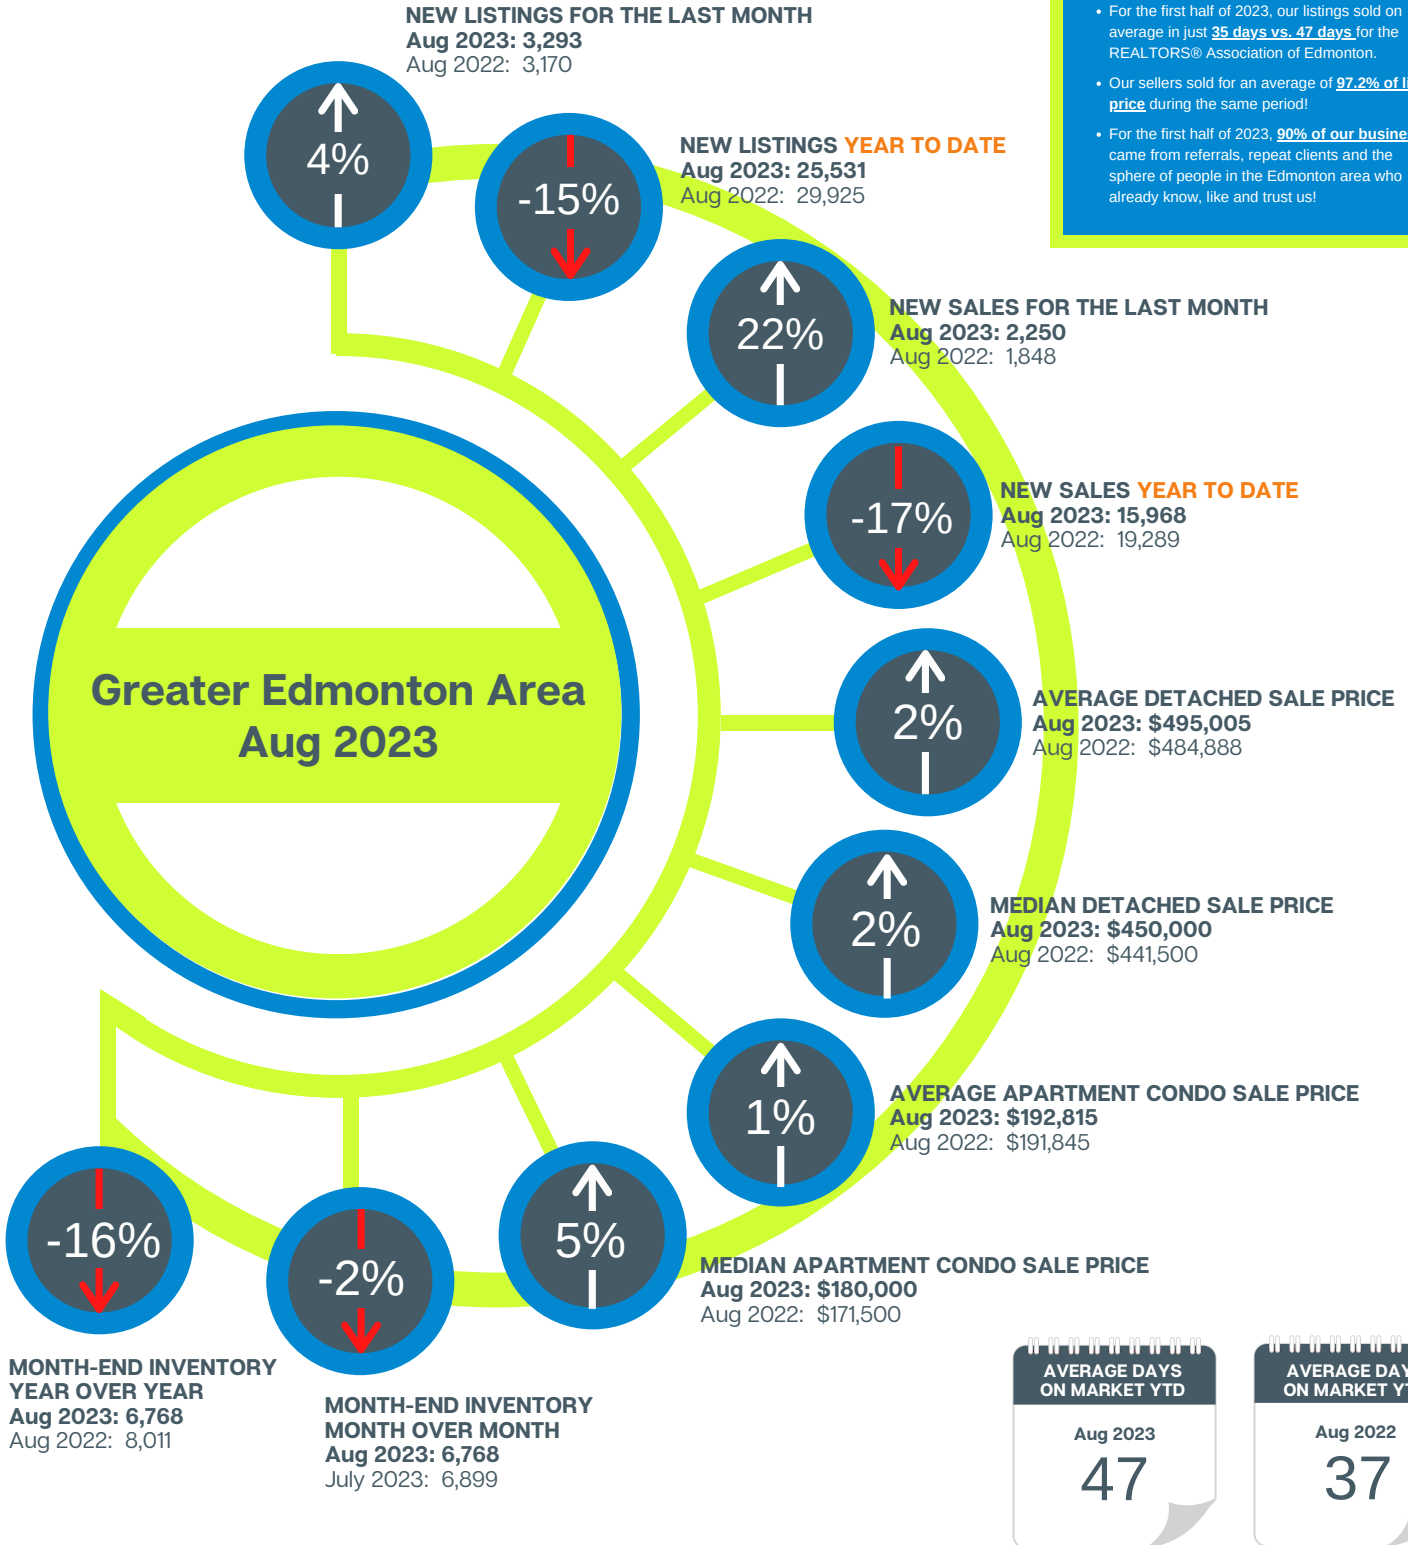 NEW LISTINGS FOR THE LAST MONTH
Aug 2023: 3,293
Aug 2022: 3,170
4%
• For the first half of 2023, our listings sold on
average in just 35 days vs. 47 days for the
REALTORS® Association of Edmonton.
• Our sellers sold for an average of 97.2% of
price during the same period!
• For the first half of 2023, 90% of our
came from referrals, repeat clients and the
sphere of people in the Edmonton area who
already know, like and trust us!
-15%
NEW LISTINGS YEAR TO DATE
Aug 2023: 25,531
Aug 2022: 29,925
22%
NEW SALES FOR THE LAST MONTH
Aug 2023: 2,250
Aug 2022: 1,848
-17%
NEW SALES YEAR TO DATE
Aug 2023: 15,968
Aug 2022: 19,289
Greater Edmonton Area
Aug 2023
2%
AVERAGE DETACHED SALE PRICE
Aug 2023: $495,005
Aug 2022: $484,888
2%
MEDIAN DETACHED SALE PRICE
Aug 2023: $450,000
Aug 2022: $441,500
1%
AVERAGE APARTMENT CONDO SALE PRICE
Aug 2023: $192,815
Aug 2022: $191,845
5%
MEDIAN APARTMENT CONDO SALE PRICE
Aug 2023: $180,000
Aug 2022: $171,500
-2%
MONTH-END INVENTORY
MONTH OVER MONTH
Aug 2023: 6,768
July 2023: 6,899
-16%
MONTH-END INVENTORY
YEAR OVER YEAR
Aug 2023: 6,768
Aug 2022: 8,011
AVERAGE DAYS
ON MARKET YTD
Aug 2023
47
AVERAGE
ON MARKET
Aug 2022
37